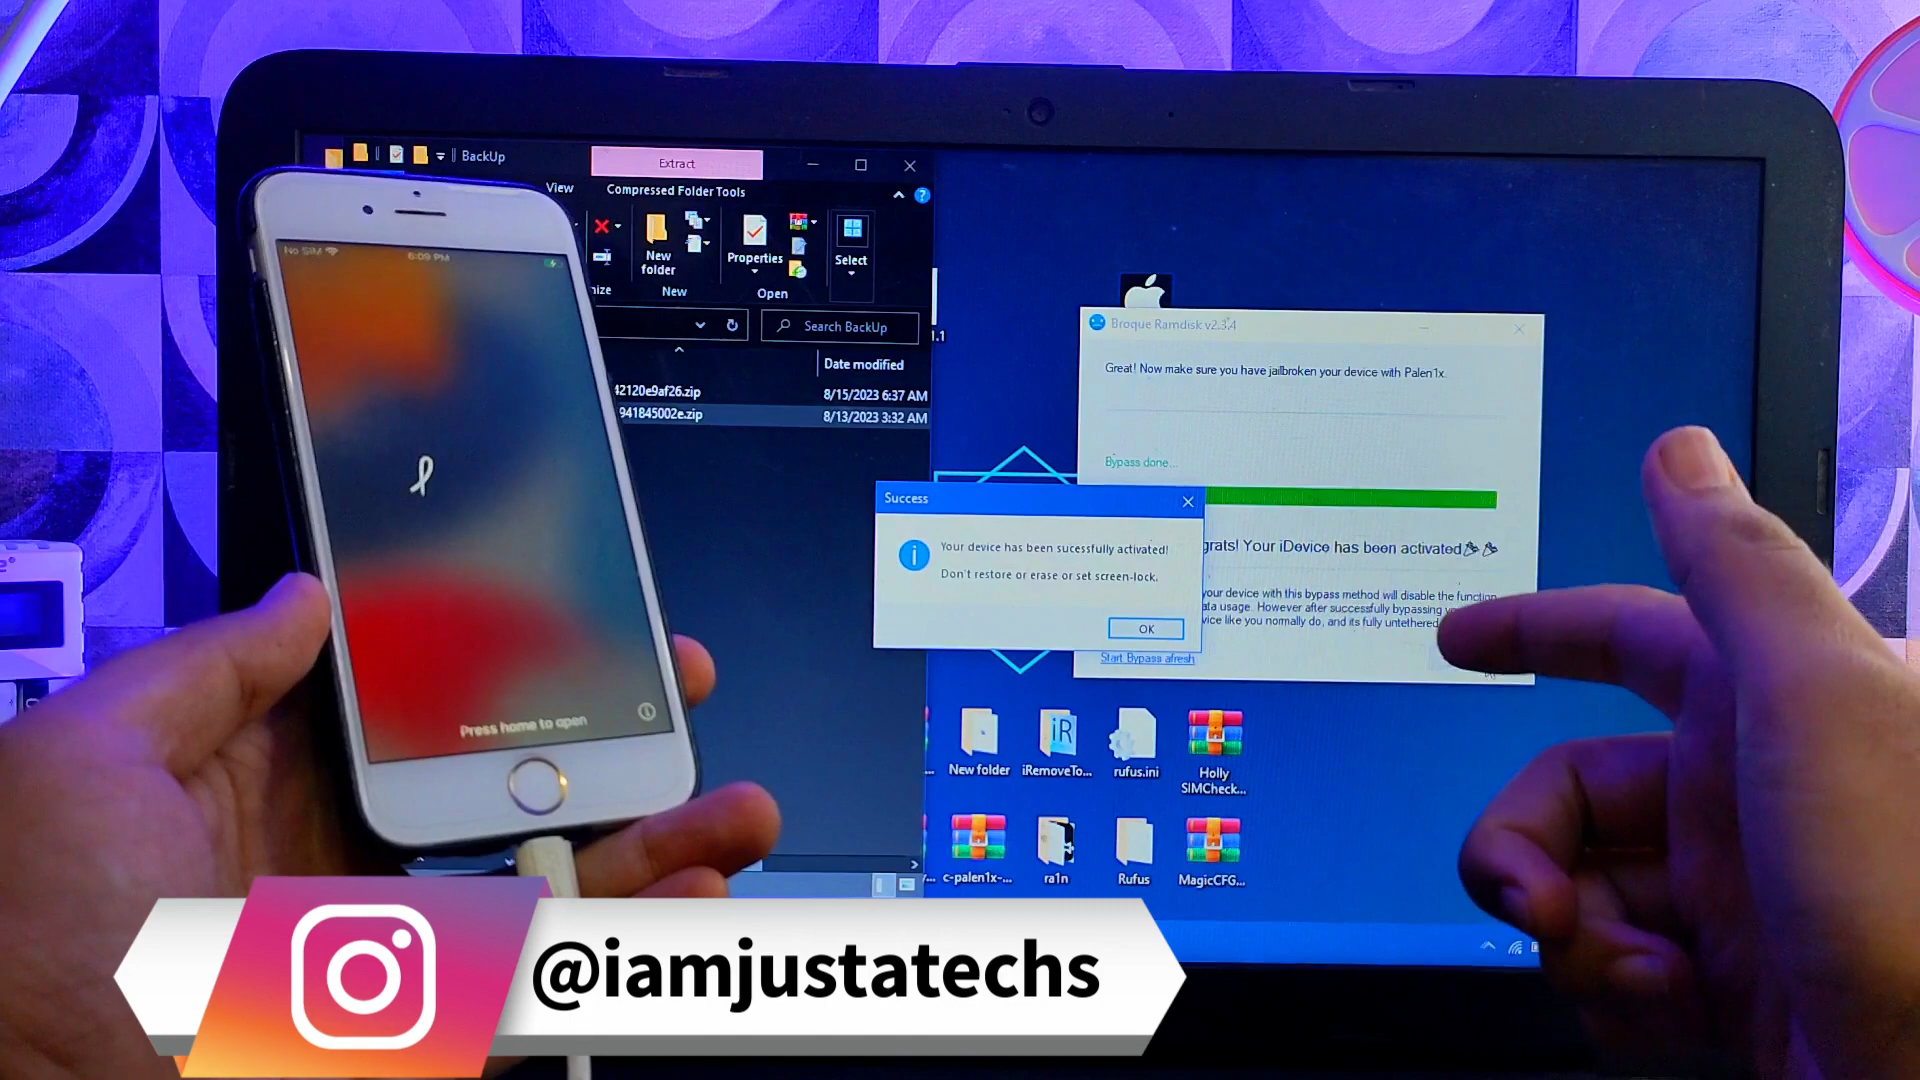 BackUp
Extract
View
Compressed Folder Tools
New folder
Properties
Select
New
Open
Search BackUp
Date modified
42120e9af26.zip
8/15/2023 6:37 AM
941845002e.zip
8/13/2023 3:32 AM
No SIM
6:09 PM
Press home to open
Broque Ramdisk v2.3.4
Great! Now make sure you have jailbroken your device with Palen1x.
Bypass done...
Success
Your device has been sucessfully activated!
Don't restore or erase or set screen-lock.
OK
grats! Your iDevice has been activated
your device with this bypass method will disable the function
ata usage. However after successfully bypassing
vice like you normally do, and its fully untethered
Start Bypass afresh
New folder
iRemoveTo...
rufus.ini
Holly
SIMCheck...
c-palen1x-...
ra1n
Rufus
MagicCFG...
@iamjustatechs